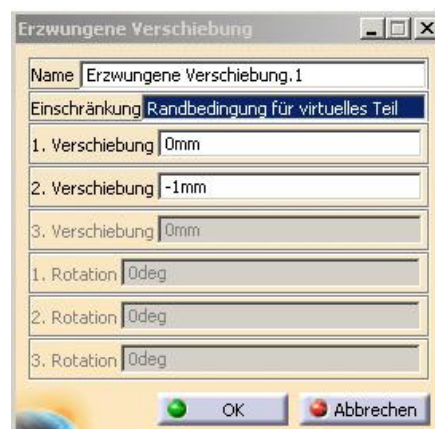 Erzwungene Verschiebung
Name Erzwungene Verschiebung.1
Einschränkung Randbedingung für virtuelles Teil
1. Verschiebung 0mm
2. Verschiebung -1mm
3. Verschiebung 0mm
1. Rotation 0deg
2. Rotation 0deg
3. Rotation 0deg
OK Abbrechen